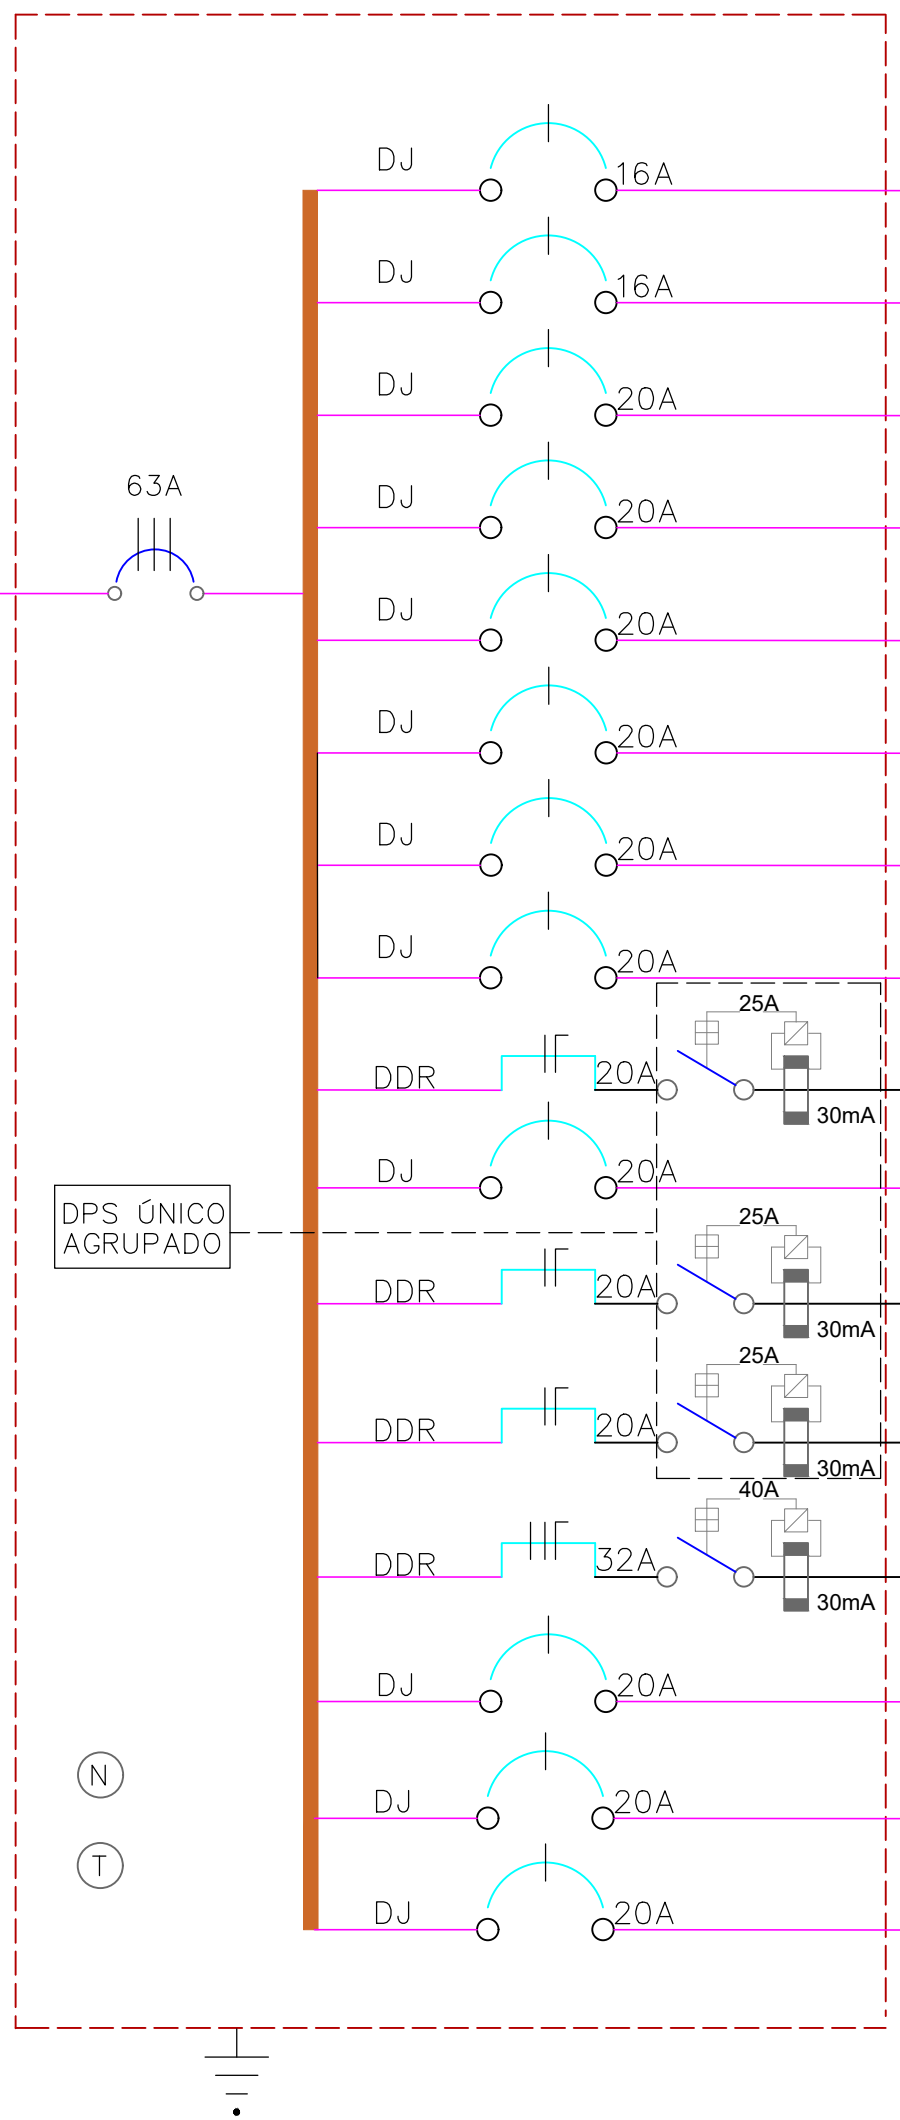 DJ 16A
DJ 16A
DJ 20A
63A
DJ 20A
DJ 20A
DJ 20A
DJ 20A
DJ 20A
25A
DDR 20A
30mA
DJ 20A
DPS ÚNICO
AGRUPADO
25A
DDR 20A
30mA
25A
DDR 20A
30mA
40A
DDR 32A
30mA
DJ 20A
N
DJ 20A
T
DJ 20A